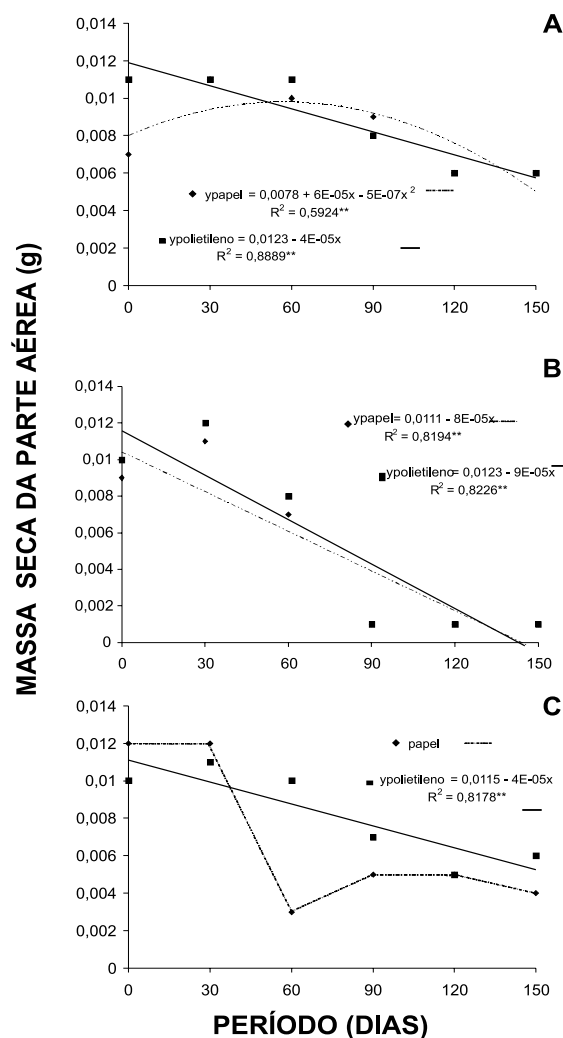 MASSA SECA DA PARTE AÉREA (g)
A
0,014
0,012
0,01
0,008
0,006
0,004
0,002
0
ypapel = 0,0078 + 6E-05x - 5E-07x²
R² = 0,5924**
ypolietileno = 0,0123 - 4E-05x
R² = 0,8889**
0 30 60 90 120 150
B
0,014
0,012
0,01
0,008
0,006
0,004
0,002
0
ypapel= 0,0111 - 8E-05x
R² = 0,8194**
ypolietileno= 0,0123 - 9E-05x
R² = 0,8226**
0 30 60 90 120 150
C
0,014
0,012
0,01
0,008
0,006
0,004
0,002
0
papel
ypolietileno = 0,0115 - 4E-05x
R² = 0,8178**
0 30 60 90 120 150
PERÍODO (DIAS)